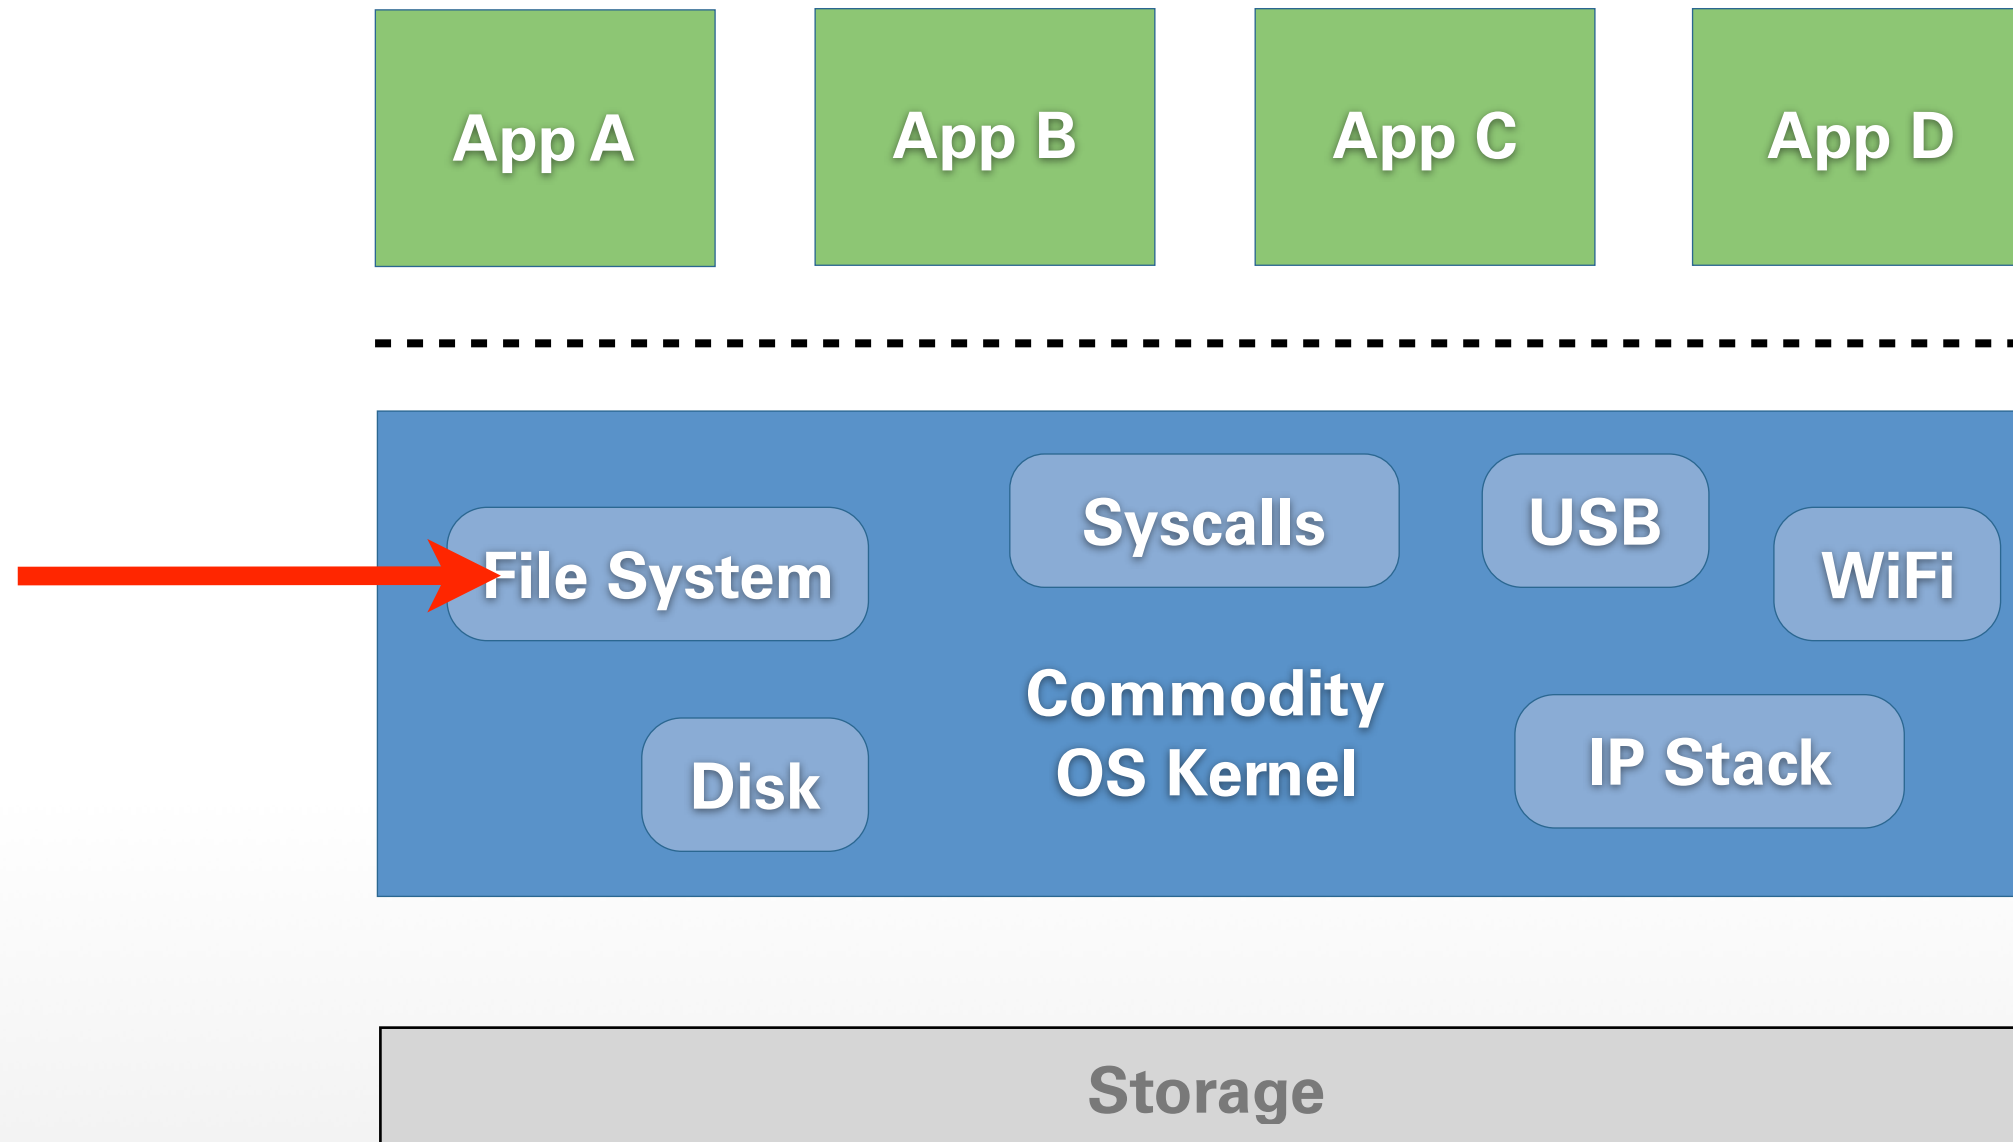 App A
App B
App C
App D
Syscalls
USB
File System
WiFi
Commodity
OS Kernel
IP Stack
Disk
Storage